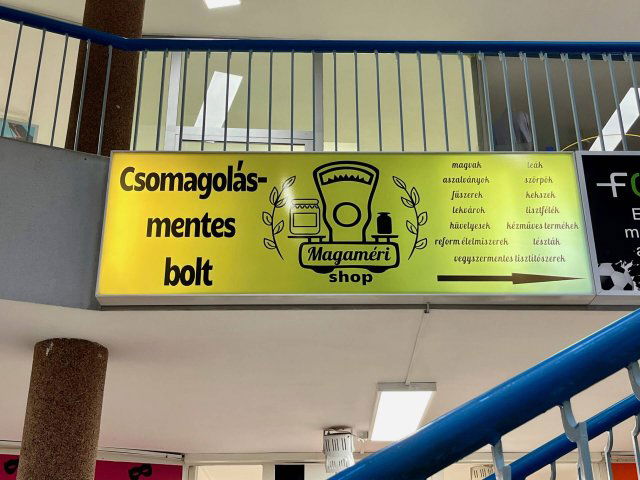 Csomagolás-
mentes
bolt
Magaméri
shop
magvak
aszalványok
fűszerek
lekvárok
hüvelyesek
reform élelmiszerek
teák
szörpök
kekszek
lisztfélék
kézműves termékek
tészták
vegyszermentes tisztítószerek